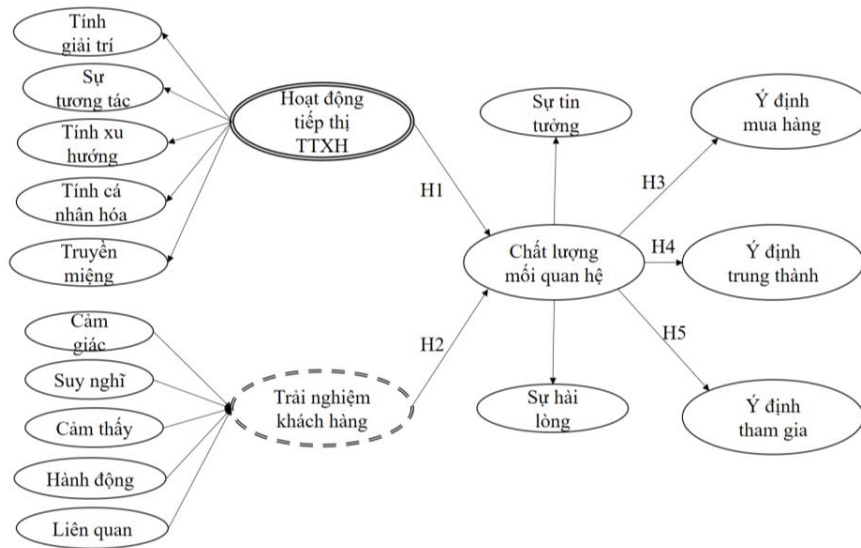 Tính
giải trí
Sự
tương tác
Tính xu
hướng
Tính cá
nhân hóa
Truyền
miệng
Hoạt động
tiếp thị
TTXH
H1
Cảm
giác
Suy nghĩ
Cảm thấy
Hành động
Liên quan
Trải nghiệm
khách hàng
H2
Sự tin
tưởng
Chất lượng
mối quan hệ
Sự hài
lòng
H3
Ý định
mua hàng
H4
Ý định
trung thành
H5
Ý định
tham gia